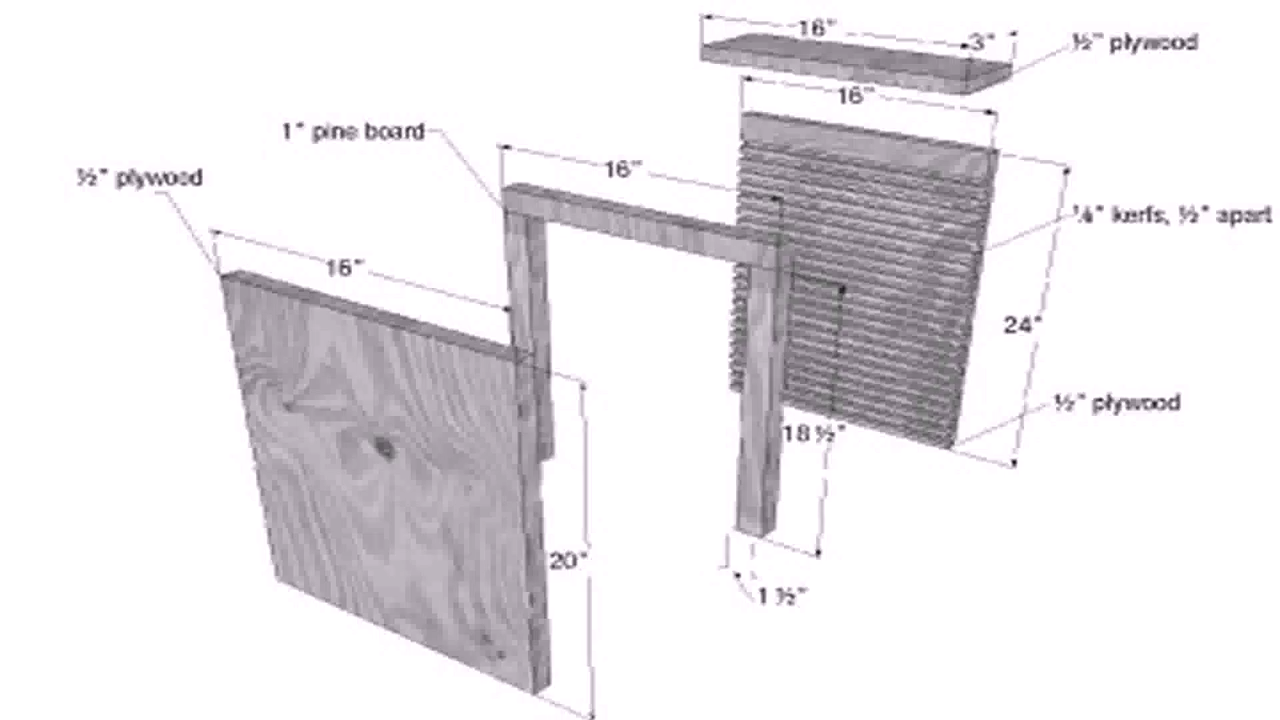 16"
3"
½" plywood
16"
1" pine board
16"
½" plywood
⅛" kerfs, ½" apart
16"
24"
½" plywood
18 ½"
20"
1 ½"